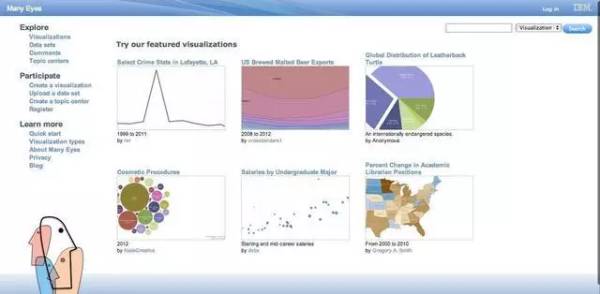 Many Eyes
Log in
IBM
Visualization
Search
Explore
Visualizations
Data sets
Comments
Topic centers
Participate
Create a visualization
Upload a data set
Create a topic center
Register
Learn more
Quick start
Visualization types
About Many Eyes
Privacy
Blog
Try our featured visualizations
Select Crime Stats in Lafayette, LA
1999 to 2011
by
US Brewed Malted Beer Exports
2008 to 2012
by
Global Distribution of Leatherback
Turtle
An internationally endangered species.
by Anonymous
Cosmetic Procedures
2012
by
Salaries by Undergraduate Major
Starting and mid-career salaries
by
Percent Change in Academic
Librarian Positions
From 2000 to 2010
by Gregory A. Smith